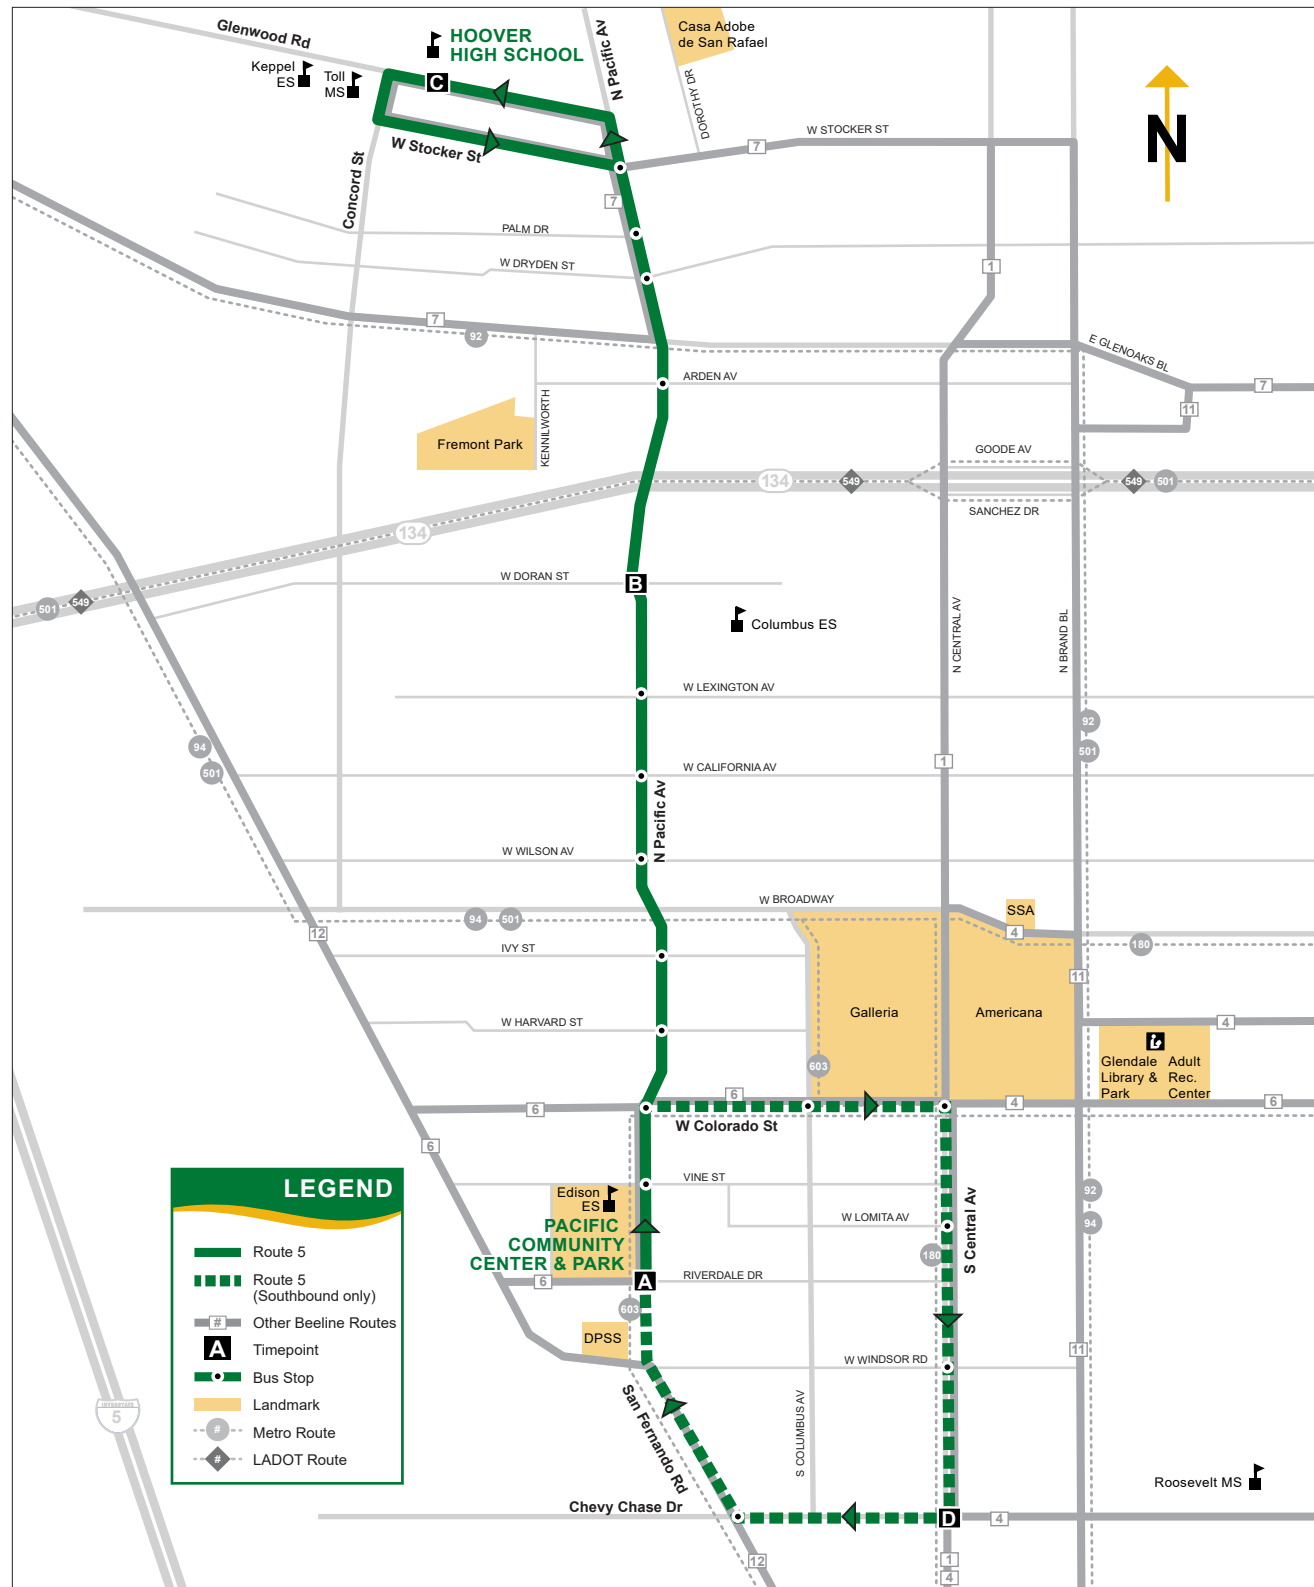 Glenwood Rd
HOOVER
HIGH SCHOOL
N Pacific Av
Casa Adobe
de San Rafael
Keppel
ES
Toll
MS
C
DOROTHY DR
N
W STOCKER ST
7
W Stocker St
Concord St
7
PALM DR
W DRYDEN ST
1
7
92
E GLENOAKS BL
ARDEN AV
7
11
KENNILWORTH
Fremont Park
GOODE AV
134
549
549
501
SANCHEZ DR
134
W DORAN ST
B
501
549
N CENTRAL AV
N BRAND BL
Columbus ES
W LEXINGTON AV
92
94
501
1
501
W CALIFORNIA AV
N Pacific Av
W WILSON AV
W BROADWAY
SSA
94
501
12
4
180
IVY ST
11
Galleria
Americana
W HARVARD ST
4
Glendale
Library &
Park
Adult
Rec.
Center
603
6
6
4
6
W Colorado St
6
LEGEND
Route 5
Route 5
(Southbound only)
#
Other Beeline Routes
A
Timepoint
Bus Stop
Landmark
#
Metro Route
#
LADOT Route
VINE ST
Edison
ES
92
PACIFIC
COMMUNITY
CENTER & PARK
W LOMITA AV
S Central Av
94
180
6
A
RIVERDALE DR
603
DPSS
11
W WINDSOR RD
INTERSTATE
5
San Fernando Rd
S COLUMBUS AV
Roosevelt MS
Chevy Chase Dr
D
4
12
1
4